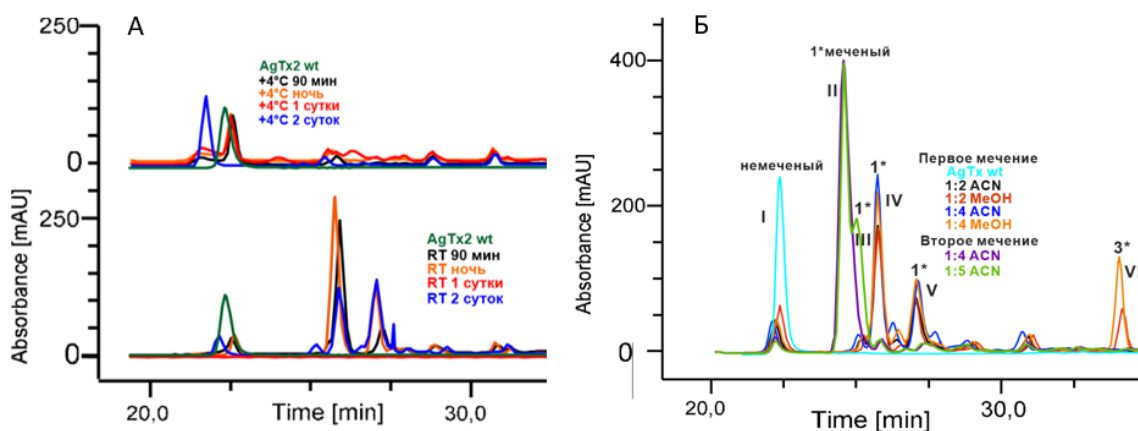 А
250
AgTx2 wt
+4°C 90 мин
+4°C ночь
+4°C 1 сутки
+4°C 2 суток
0
Absorbance [mAU]
250
AgTx2 wt
RT 90 мин
RT ночь
RT 1 сутки
RT 2 суток
0
20,0
Time [min]
30,0
Б
400
200
0
Absorbance [mAU]
1*меченый
II
немеченый
I
1*
III
1*
IV
1*
V
3*
VI
Первое мечение
AgTx wt
1:2 ACN
1:2 MeOH
1:4 ACN
1:4 MeOH
Второе мечение
1:4 ACN
1:5 ACN
20,0
Time [min]
30,0